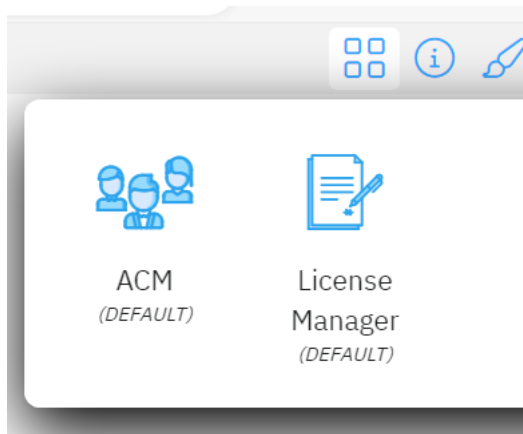 ACM
(DEFAULT)
License
Manager
(DEFAULT)